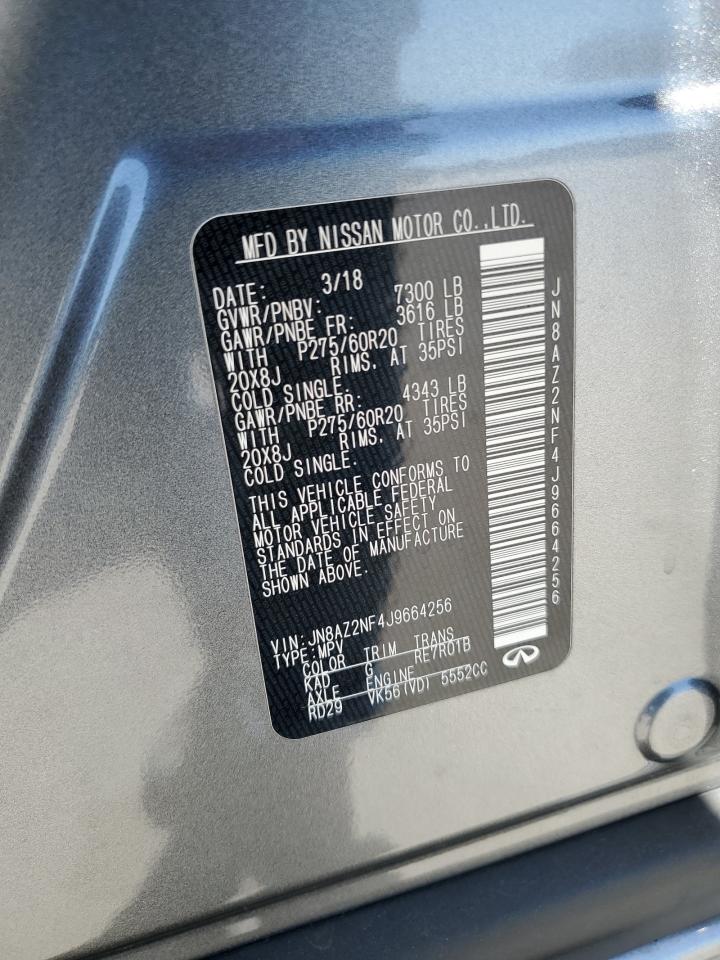 MFD BY NISSAN MOTOR CO.,LTD.
DATE: 3/18
GVWR/PNBV: 7300 LB
GAWR/PNBE FR: 3616 LB
WITH P275/60R20 TIRES
20X8J RIMS, AT 35PSI
COLD SINGLE.
GAWR/PNBE RR: 4343 LB
WITH P275/60R20 TIRES
20X8J RIMS, AT 35PSI
COLD SINGLE.
THIS VEHICLE CONFORMS TO
ALL APPLICABLE FEDERAL
MOTOR VEHICLE SAFETY
STANDARDS IN EFFECT ON
THE DATE OF MANUFACTURE
SHOWN ABOVE.
VIN:JN8AZ2NF4J9664256
TYPE:MPV
COLOR TRIM TRANS
KAD G RE7R01B
AXLE ENGINE
RD29 VK56(VD) 5552CC
JN8AZ2NF4J9664256